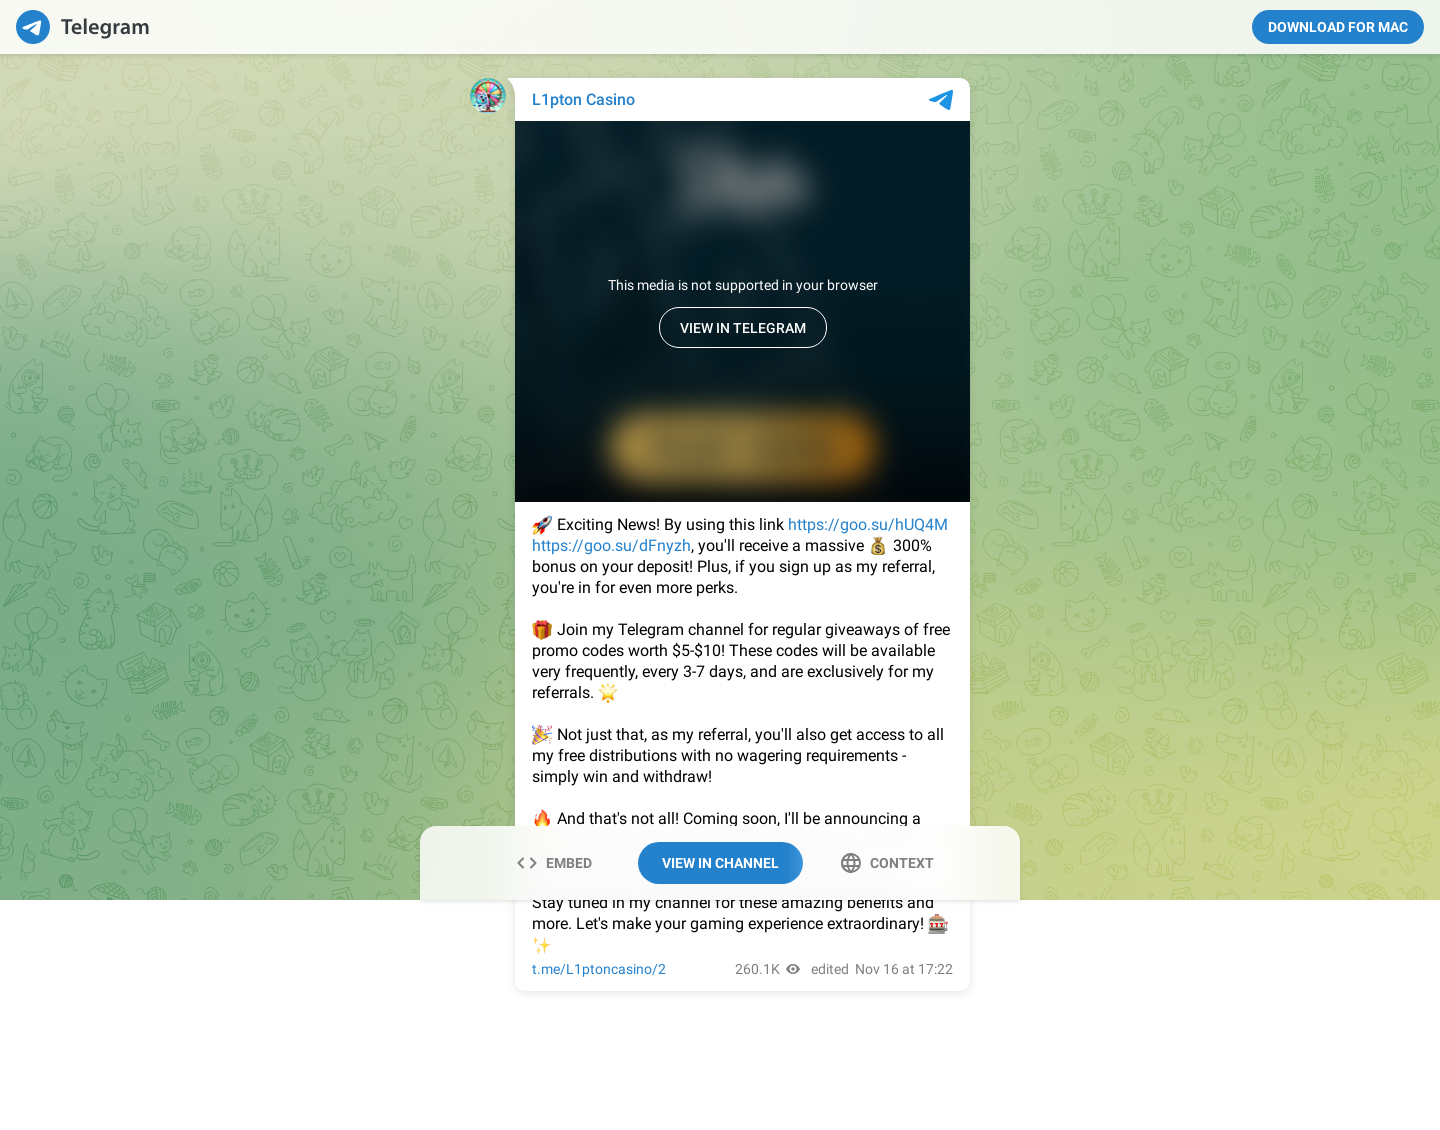 Telegram
DOWNLOAD FOR MAC
L1pton Casino
This media is not supported in your browser
VIEW IN TELEGRAM
🚀 Exciting News! By using this link https://goo.su/hUQ4M
https://goo.su/dFnyzh, you'll receive a massive 💰 300%
bonus on your deposit! Plus, if you sign up as my referral,
you're in for even more perks.
🎁 Join my Telegram channel for regular giveaways of free
promo codes worth $5-$10! These codes will be available
very frequently, every 3-7 days, and are exclusively for my
referrals. 🌟
🎉 Not just that, as my referral, you'll also get access to all
my free distributions with no wagering requirements -
simply win and withdraw!
🔥 And that's not all! Coming soon, I'll be announcing a
EMBED
VIEW IN CHANNEL
CONTEXT
Stay tuned in my channel for these amazing benefits and
more. Let's make your gaming experience extraordinary! 🎰
✨
t.me/L1ptoncasino/2
260.1K
edited Nov 16 at 17:22